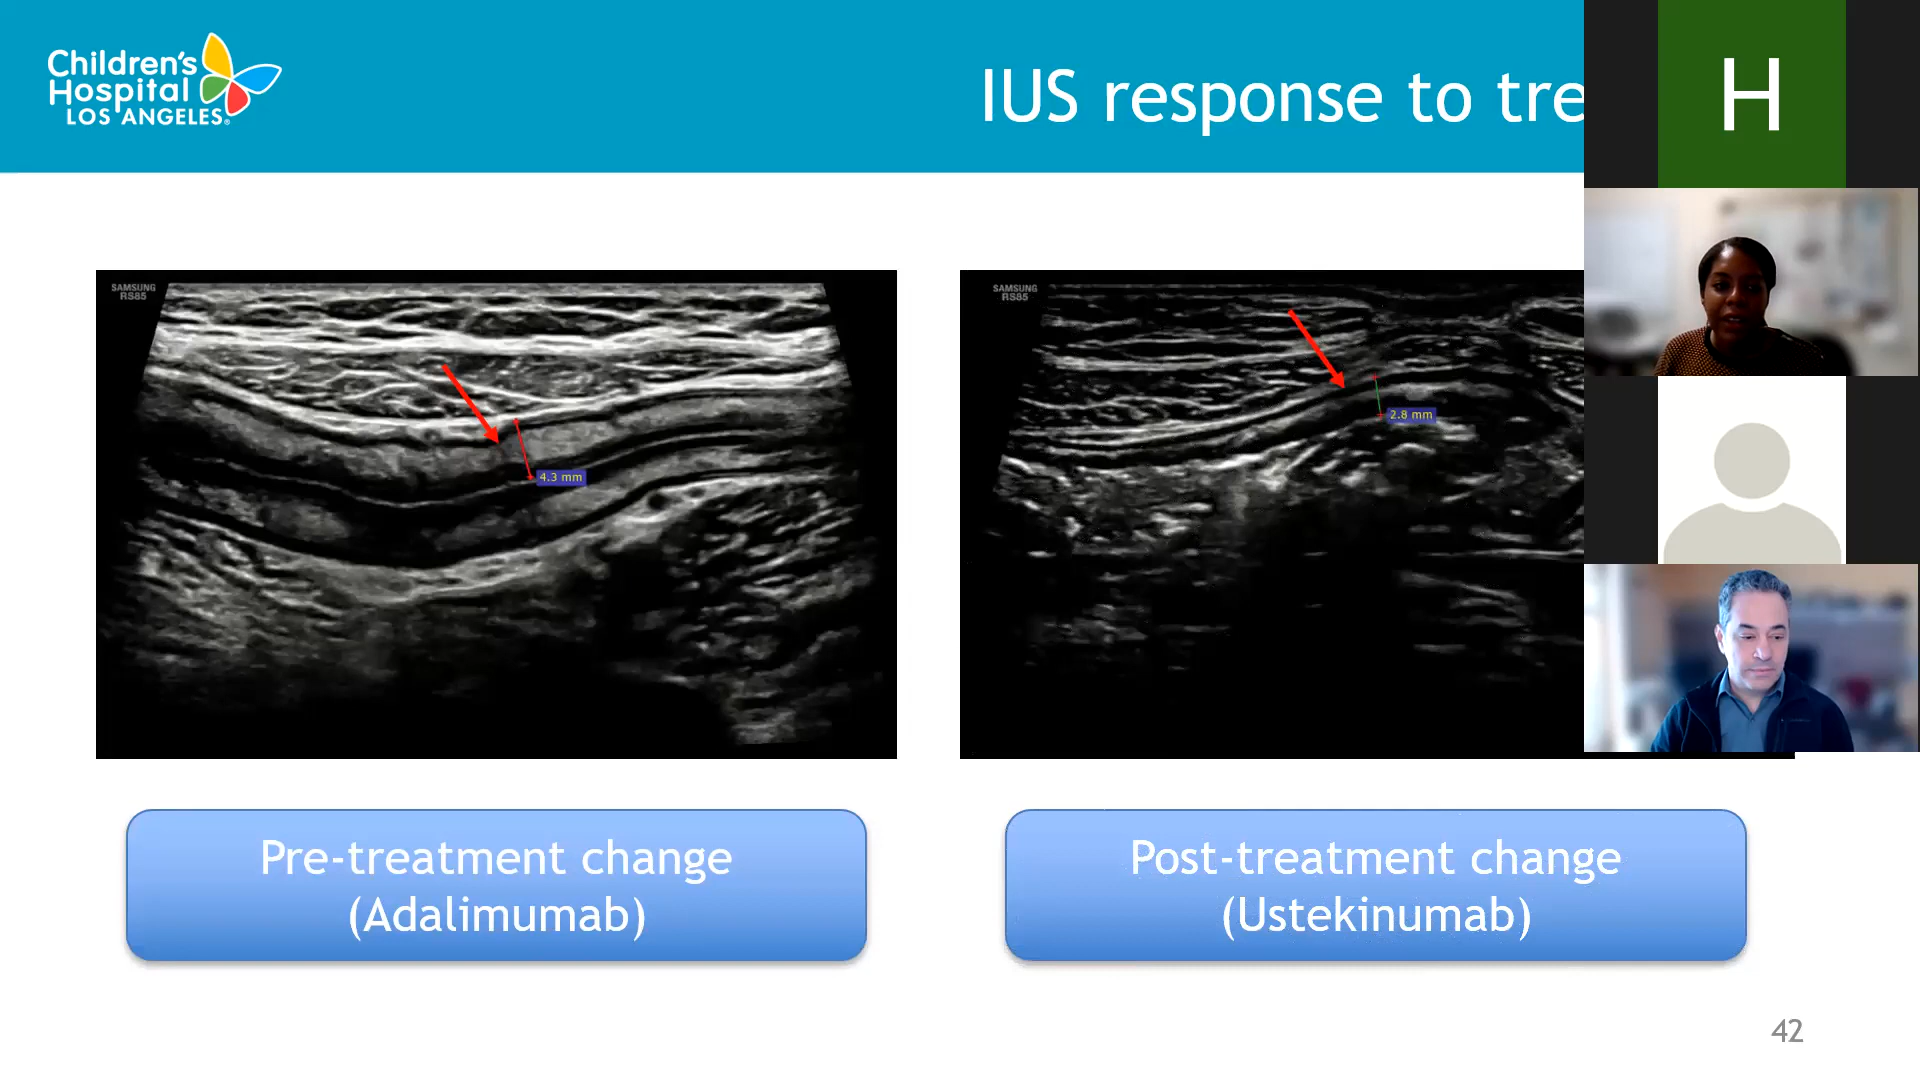 Children's
Hospital
LOS ANGELES®
IUS response to tre
H
SAMSUNG
RS85
4.3 mm
SAMSUNG
RS85
2.8 mm
Pre-treatment change
(Adalimumab)
Post-treatment change
(Ustekinumab)
42